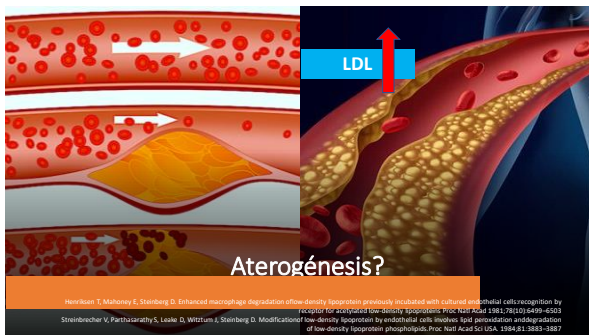 LDL
Aterogénesis?
Henriksen T, Mahoney E, Steinberg D. Enhanced macrophage degradation oflow-density lipoprotein previously incubated with cultured endothelial cells:recognition by
receptor for acetylated low-density lipoproteins Proc Natl Acad 1981;78(10):6499–6503
Streinbrecher V, Parthasarathy S, Leake D, Witztum J, Steinberg D. Modificationof low-density lipoprotein by endothelial cells involves lipid peroxidation anddegradation
of low-density lipoprotein phospholipids.Proc Natl Acad Sci USA. 1984;81:3883–3887